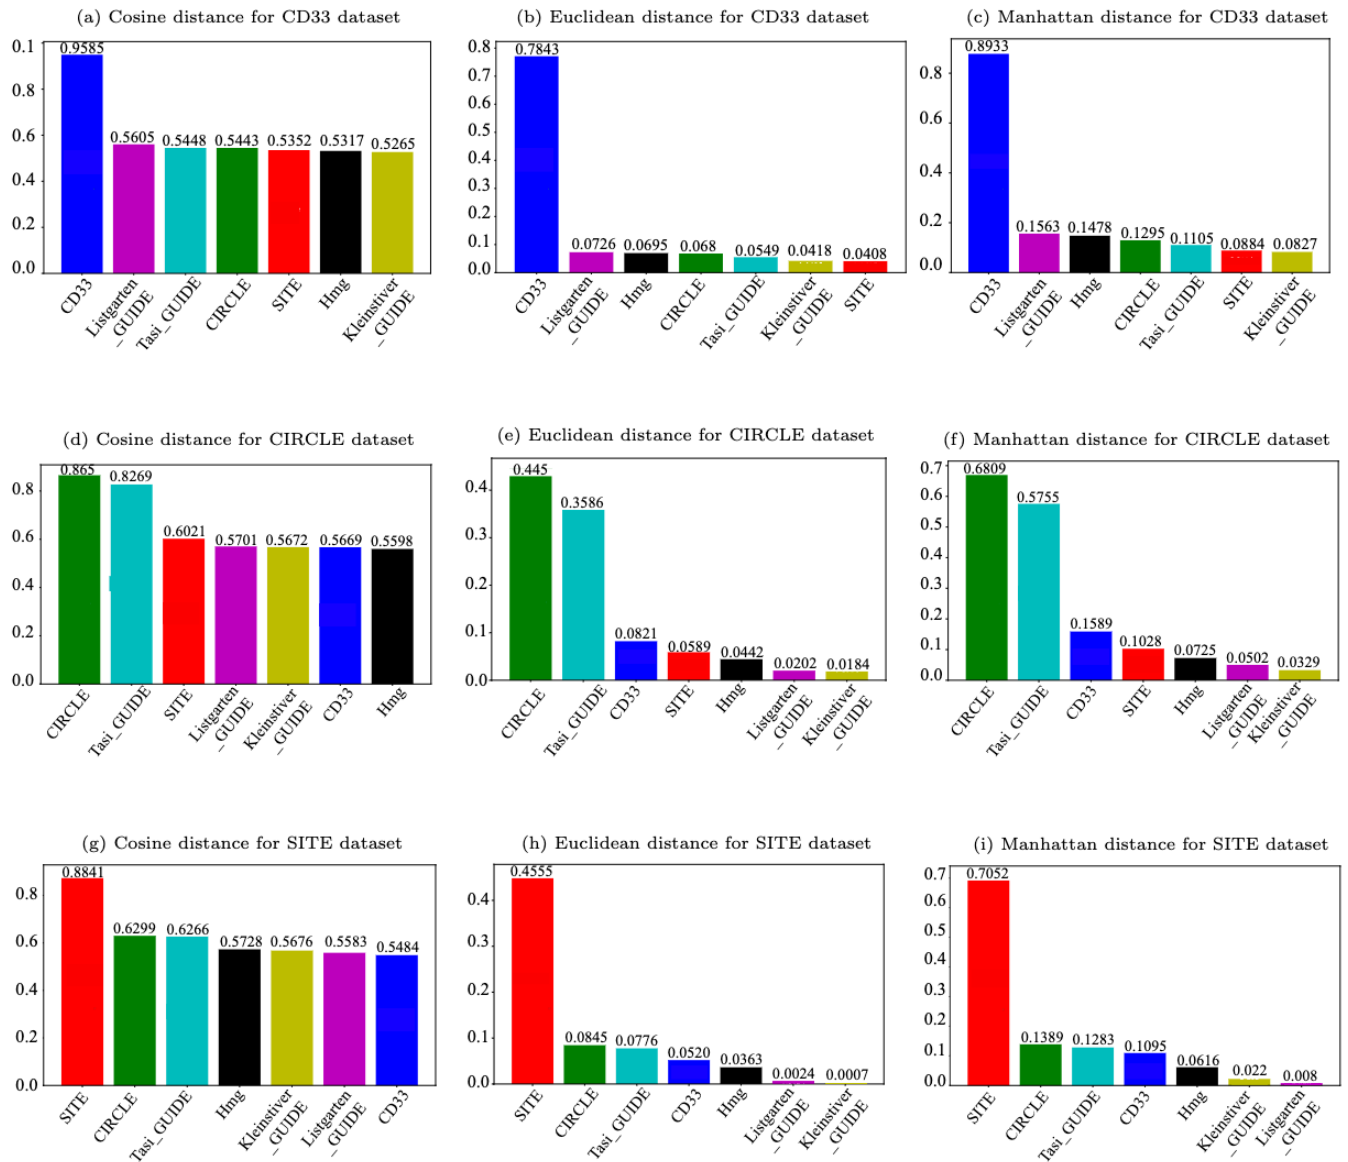 (a) Cosine distance for CD33 dataset
0.1
0.8
0.6
0.4
0.2
0.0
0.9585
0.5605
0.5448
0.5443
0.5352
0.5317
0.5265
CD33
Listgarten
_GUIDE
Tasi_GUIDE
CIRCLE
SITE
Hmg
Kleinstiver
_GUIDE
(b) Euclidean distance for CD33 dataset
0.8
0.7
0.6
0.5
0.4
0.3
0.2
0.1
0.0
0.7843
0.0726
0.0695
0.068
0.0549
0.0418
0.0408
CD33
Listgarten
_GUIDE
Hmg
CIRCLE
Tasi_GUIDE
Kleinstiver
_GUIDE
SITE
(c) Manhattan distance for CD33 dataset
0.8
0.6
0.4
0.2
0.0
0.8933
0.1563
0.1478
0.1295
0.1105
0.0884
0.0827
CD33
Listgarten
_GUIDE
Hmg
CIRCLE
Tasi_GUIDE
SITE
Kleinstiver
_GUIDE
(d) Cosine distance for CIRCLE dataset
0.8
0.6
0.4
0.2
0.0
0.865
0.8269
0.6021
0.5701
0.5672
0.5669
0.5598
CIRCLE
Tasi_GUIDE
SITE
Listgarten
_GUIDE
Kleinstiver
_GUIDE
CD33
Hmg
(e) Euclidean distance for CIRCLE dataset
0.4
0.3
0.2
0.1
0.0
0.445
0.3586
0.0821
0.0589
0.0442
0.0202
0.0184
CIRCLE
Tasi_GUIDE
CD33
SITE
Hmg
Listgarten
_GUIDE
Kleinstiver
_GUIDE
(f) Manhattan distance for CIRCLE dataset
0.7
0.6
0.5
0.4
0.3
0.2
0.1
0.0
0.6809
0.5755
0.1589
0.1028
0.0725
0.0502
0.0329
CIRCLE
Tasi_GUIDE
CD33
SITE
Hmg
Listgarten
_GUIDE
Kleinstiver
_GUIDE
(g) Cosine distance for SITE dataset
0.8
0.6
0.4
0.2
0.0
0.8841
0.6299
0.6266
0.5728
0.5676
0.5583
0.5484
SITE
CIRCLE
Tasi_GUIDE
Hmg
Kleinstiver
_GUIDE
Listgarten
_GUIDE
CD33
(h) Euclidean distance for SITE dataset
0.4
0.3
0.2
0.1
0.0
0.4555
0.0845
0.0776
0.0520
0.0363
0.0024
0.0007
SITE
CIRCLE
Tasi_GUIDE
CD33
Hmg
Listgarten
_GUIDE
Kleinstiver
_GUIDE
(i) Manhattan distance for SITE dataset
0.7
0.6
0.5
0.4
0.3
0.2
0.1
0.0
0.7052
0.1389
0.1283
0.1095
0.0616
0.022
0.008
SITE
CIRCLE
Tasi_GUIDE
CD33
Hmg
Kleinstiver
_GUIDE
Listgarten
_GUIDE